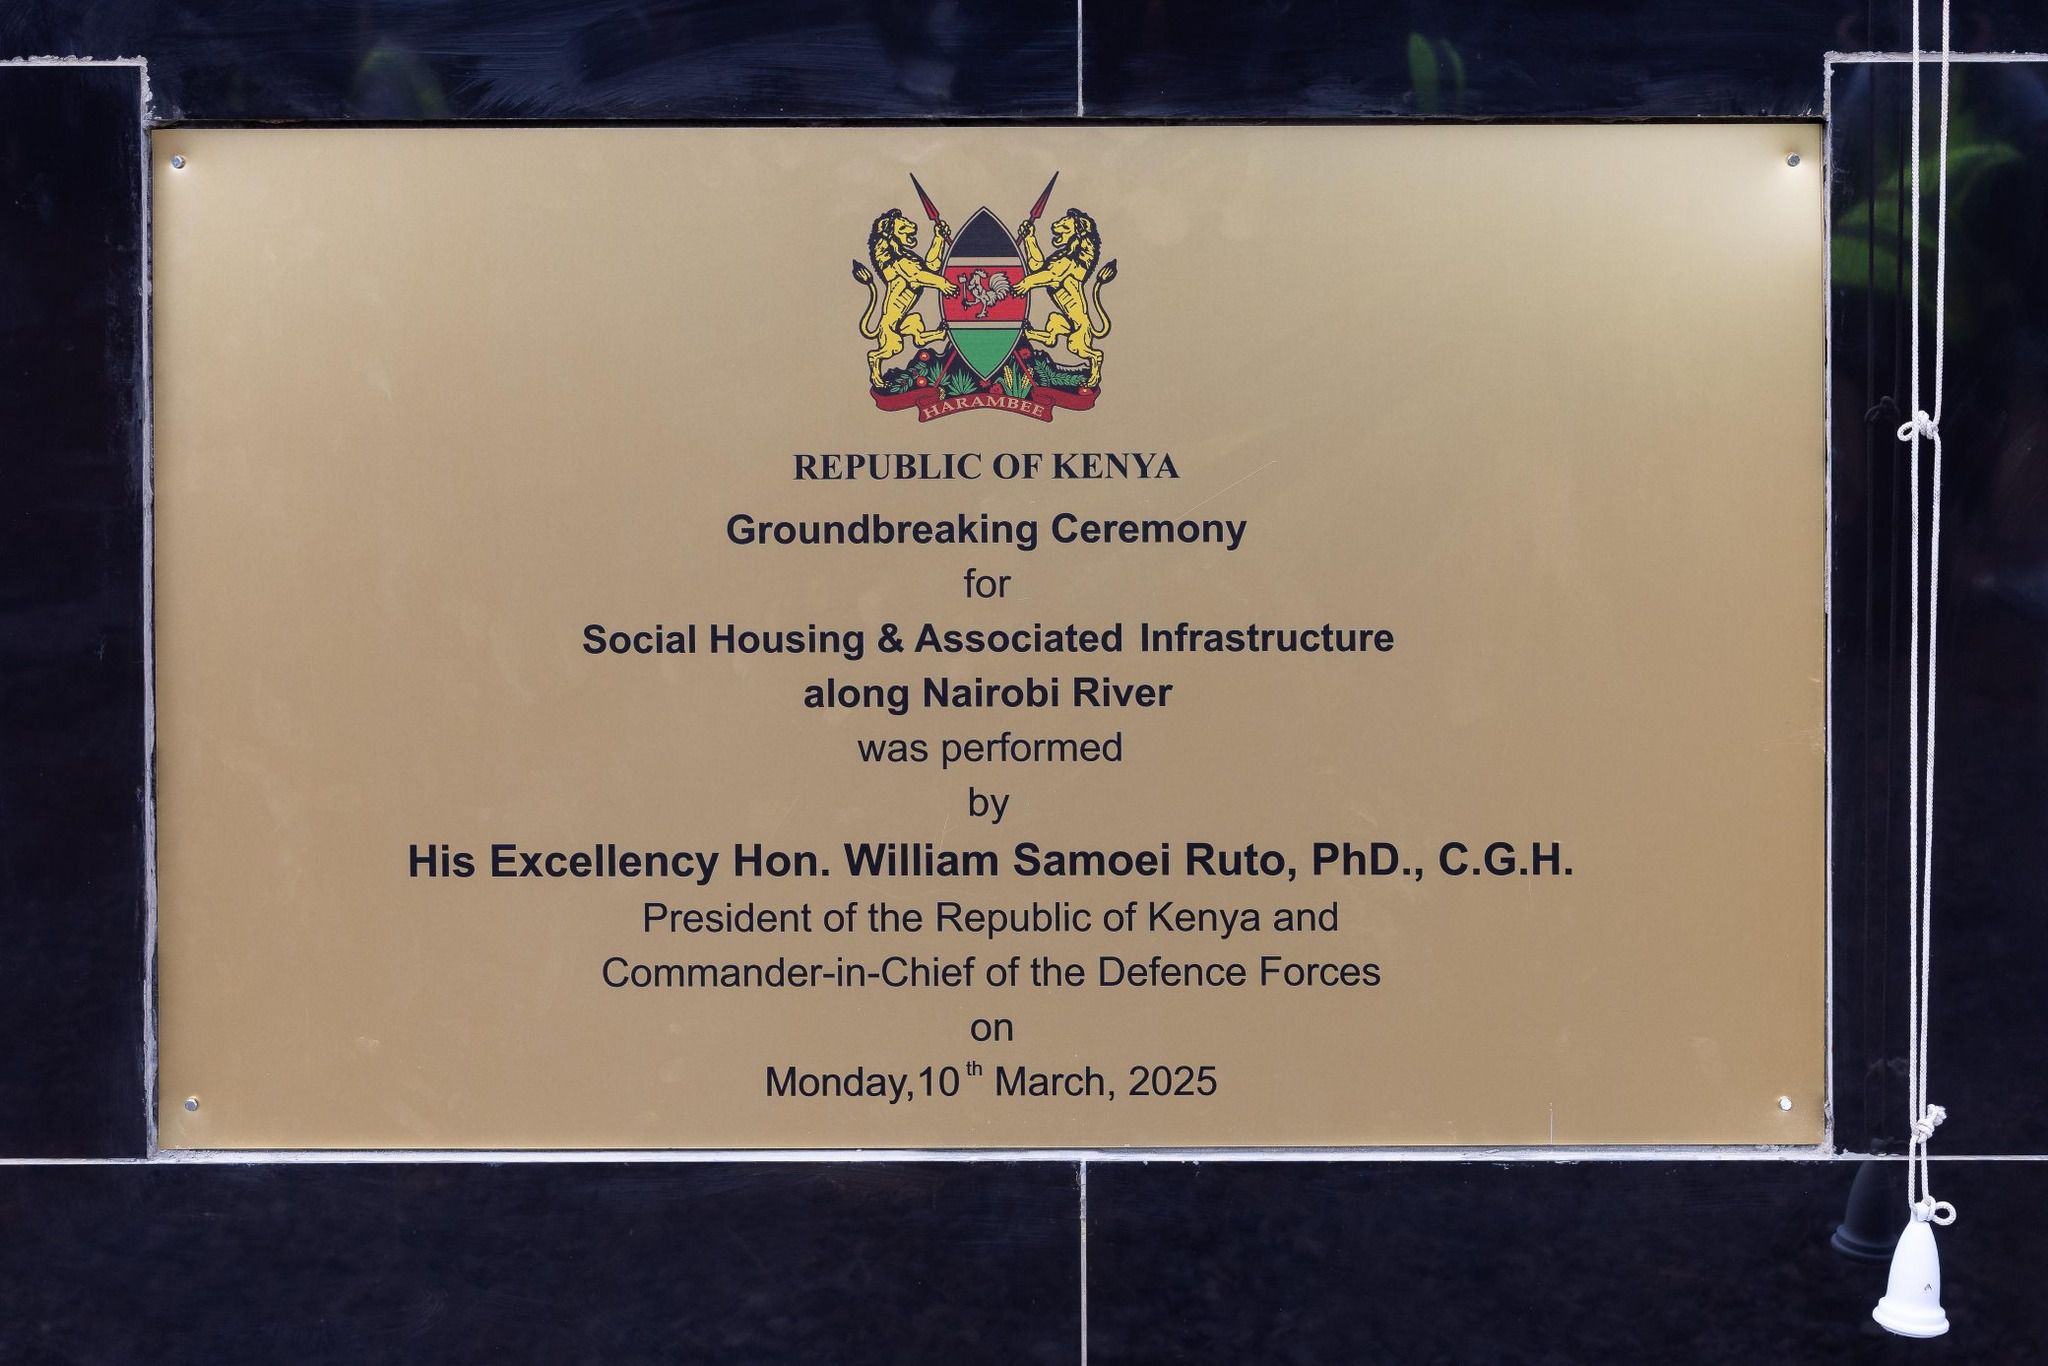 HARAMBEE
REPUBLIC OF KENYA
Groundbreaking Ceremony
for
Social Housing & Associated Infrastructure
along Nairobi River
was performed
by
His Excellency Hon. William Samoei Ruto, PhD., C.G.H.
President of the Republic of Kenya and
Commander-in-Chief of the Defence Forces
on
Monday,10th March, 2025